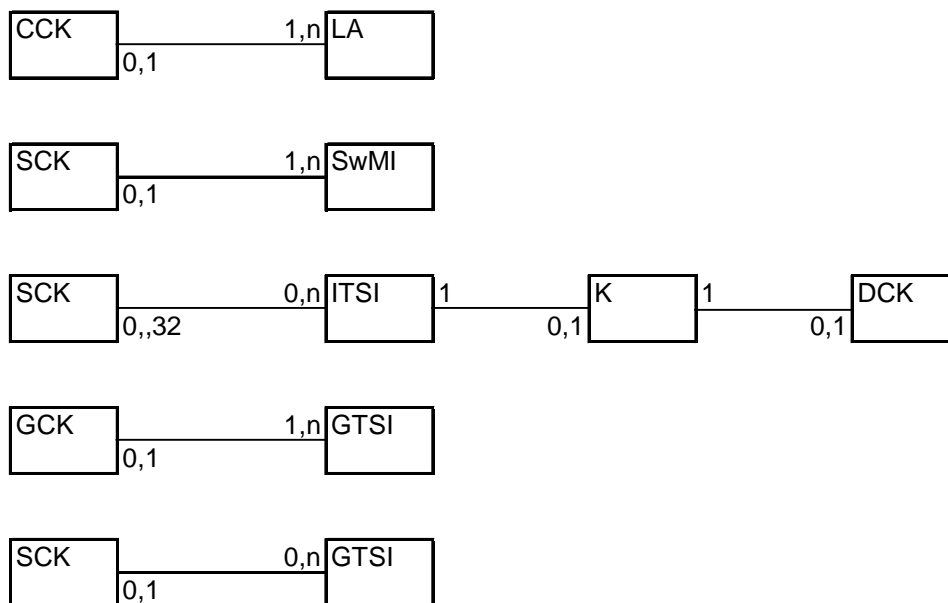 CCK 1,n LA
0,1
SCK 1,n SwMI
0,1
SCK 0,n ITSI 1 K 1 DCK
0,,32 0,1 0,1
GCK 1,n GTSI
0,1
SCK 0,n GTSI
0,1